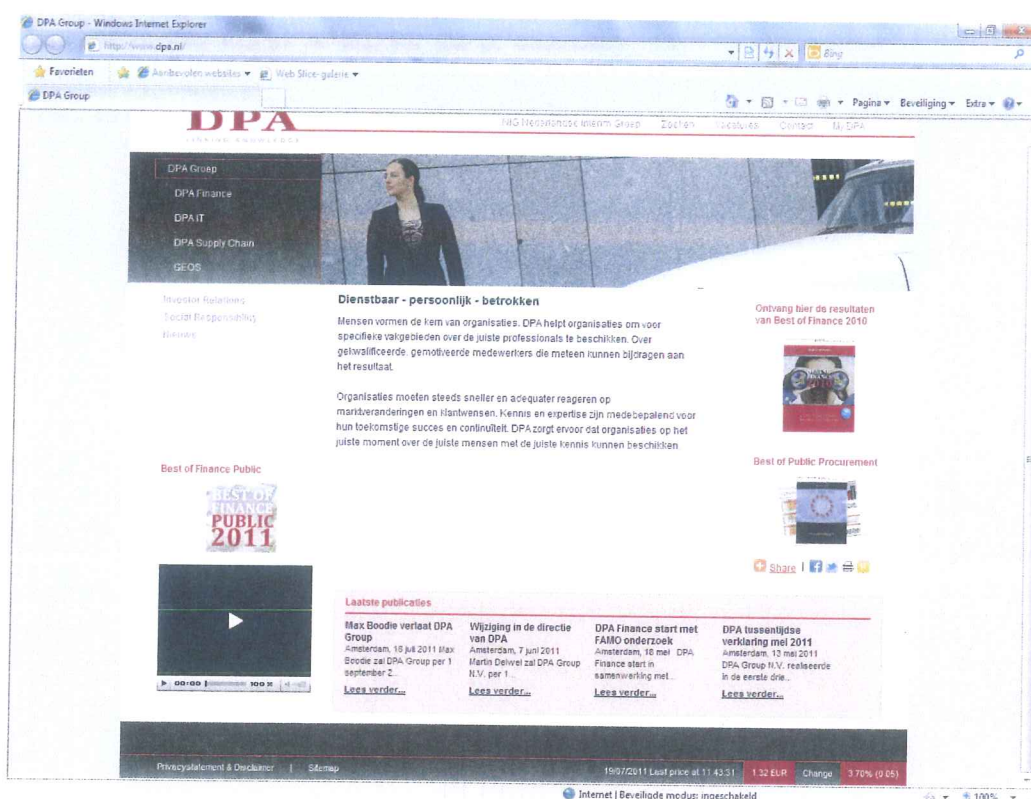 DPA Group - Windows Internet Explorer
http://www.dpa.nl/
Bing
Favorieten
Aanbevolen websites
Web Slice-galerie
DPA Group
Pagina
Beveiliging
Extra
DPA
NIG Nederlandse Interim Groep
Zoeken
Vacatures
Contact
MyDPA
DPA Groep
DPA Finance
DPA IT
DPA Supply Chain
GEOS
Investor Relations
Social Responsibility
Nieuws
Dienstbaar - persoonlijk - betrokken
Mensen vormen de kern van organisaties. DPA helpt organisaties om voor
specifieke vakgebieden over de juiste professionals te beschikken. Over
gekwalificeerde, gemotiveerde medewerkers die meteen kunnen bijdragen aan
het resultaat.
Organisaties moeten steeds sneller en adequater reageren op
marktveranderingen en klantwensen. Kennis en expertise zijn medebepalend voor
hun toekomstige succes en continuïteit. DPA zorgt ervoor dat organisaties op het
juiste moment over de juiste mensen met de juiste kennis kunnen beschikken
Ontvang hier de resultaten
van Best of Finance 2010
Best of Public Procurement
Share
Best of Finance Public
BEST OF
FINANCE
PUBLIC
2011
00:00
100
Laatste publicaties
Max Boodie verlaat DPA
Group
Amsterdam, 16 juli 2011 Max
Boodie zal DPA Group per 1
september 2...
Lees verder...
Wijziging in de directie
van DPA
Amsterdam, 7 juni 2011
Martin Delwel zal DPA Group
N.V. per 1...
Lees verder...
DPA Finance start met
FAMO onderzoek
Amsterdam, 18 mei DPA
Finance start in
samenwerking met...
Lees verder...
DPA tussentijdse
verklaring mei 2011
Amsterdam, 13 mei 2011
DPA Group N.V. realiseerde
in de eerste drie...
Lees verder...
Privacystatement & Disclaimer | Sitemap
19/07/2011 Last price at 11:43:31 1.32 EUR Change 3.70% (0.05)
Internet | Beveiligde modus: ingeschakeld
100%